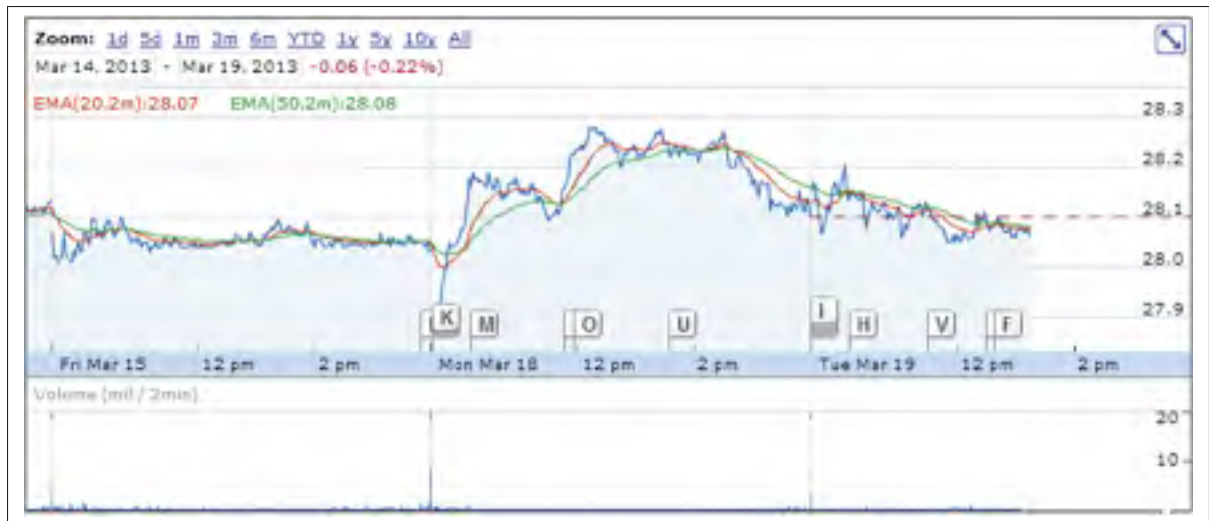 Zoom: 1d 5d 1m 3m 6m YTD 1y 5y 10y All
Mar 14, 2013 - Mar 19, 2013 -0.06 (-0.22%)
EMA(20,2m):28.07 EMA(50,2m):28.08
28.3
28.2
28.1
28.0
27.9
K M O U I H V F
Fri Mar 15 12 pm 2 pm Mon Mar 18 12 pm 2 pm Tue Mar 19 12 pm 2 pm
Volume (mil / 2min)
20
10